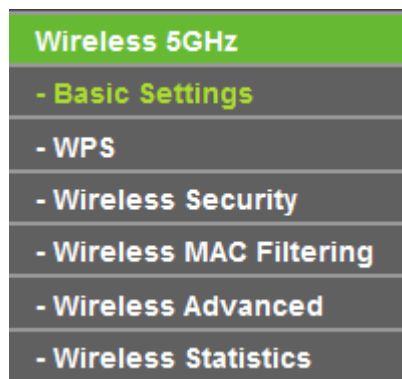 Wireless 5GHz
- Basic Settings
- WPS
- Wireless Security
- Wireless MAC Filtering
- Wireless Advanced
- Wireless Statistics